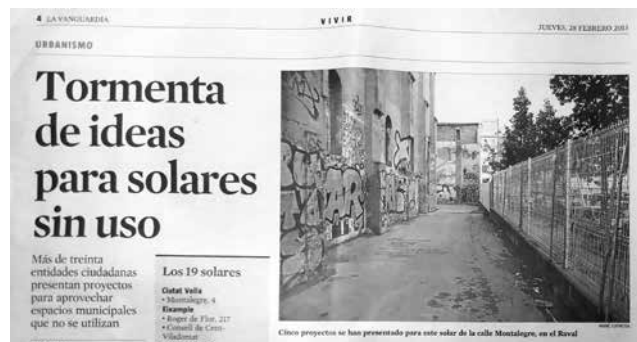 4 LA VANGUARDIA
VIVIR
JUEVES, 28 FEBRERO 2013
URBANISMO
Tormenta
de ideas
para solares
sin uso
Más de treinta
entidades ciudadanas
presentan proyectos
para aprovechar
espacios municipales
que no se utilizan
Los 19 solares
Ciutat Vella
• Montalegre, 4
Eixample
• Roger de Flor, 217
• Consell de Cent-
Viladomat
Cinco proyectos se han presentado para este solar de la calle Montalegre, en el Raval